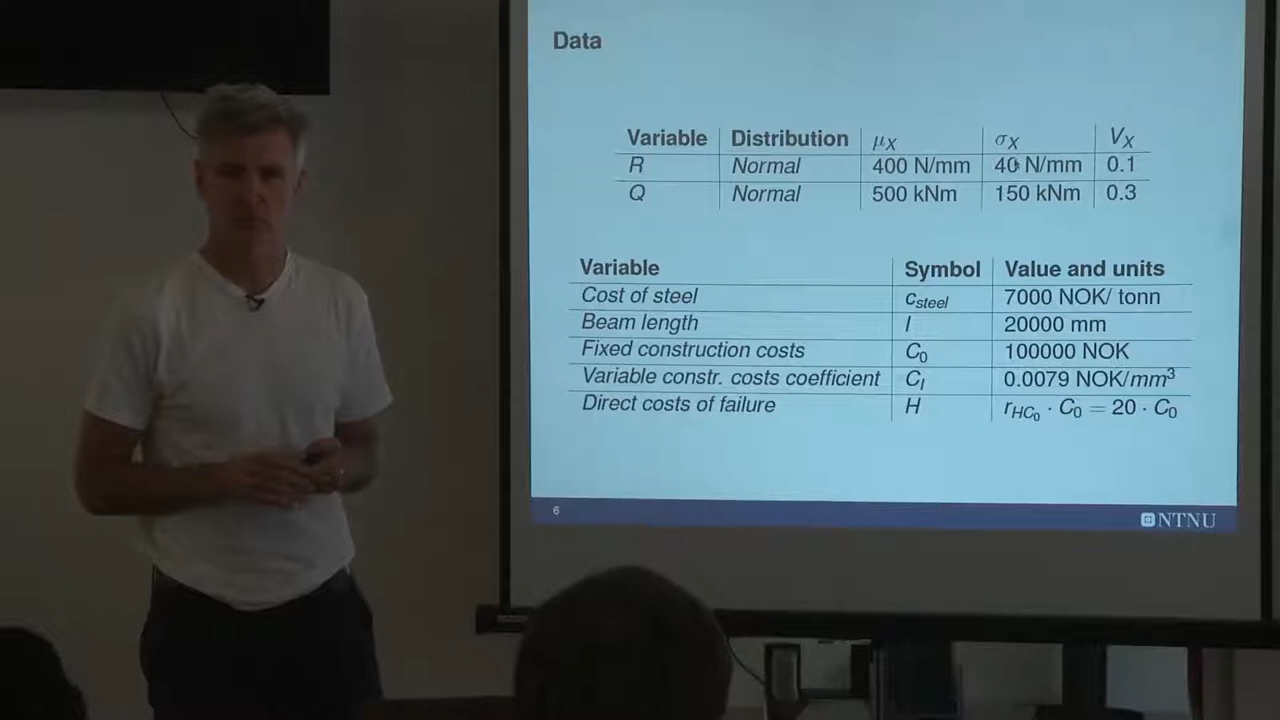 Data
Variable Distribution μX σX VX
R Normal 400 N/mm 40 N/mm 0.1
Q Normal 500 kNm 150 kNm 0.3
Variable Symbol Value and units
Cost of steel csteel 7000 NOK/ tonn
Beam length l 20000 mm
Fixed construction costs C0 100000 NOK
Variable constr. costs coefficient CI 0.0079 NOK/mm³
Direct costs of failure H rHC0 · C0 = 20 · C0
6
NTNU